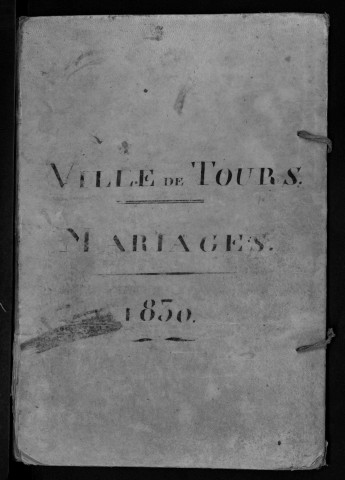 VILLE DE TOURS.
MARIAGES.
1830.